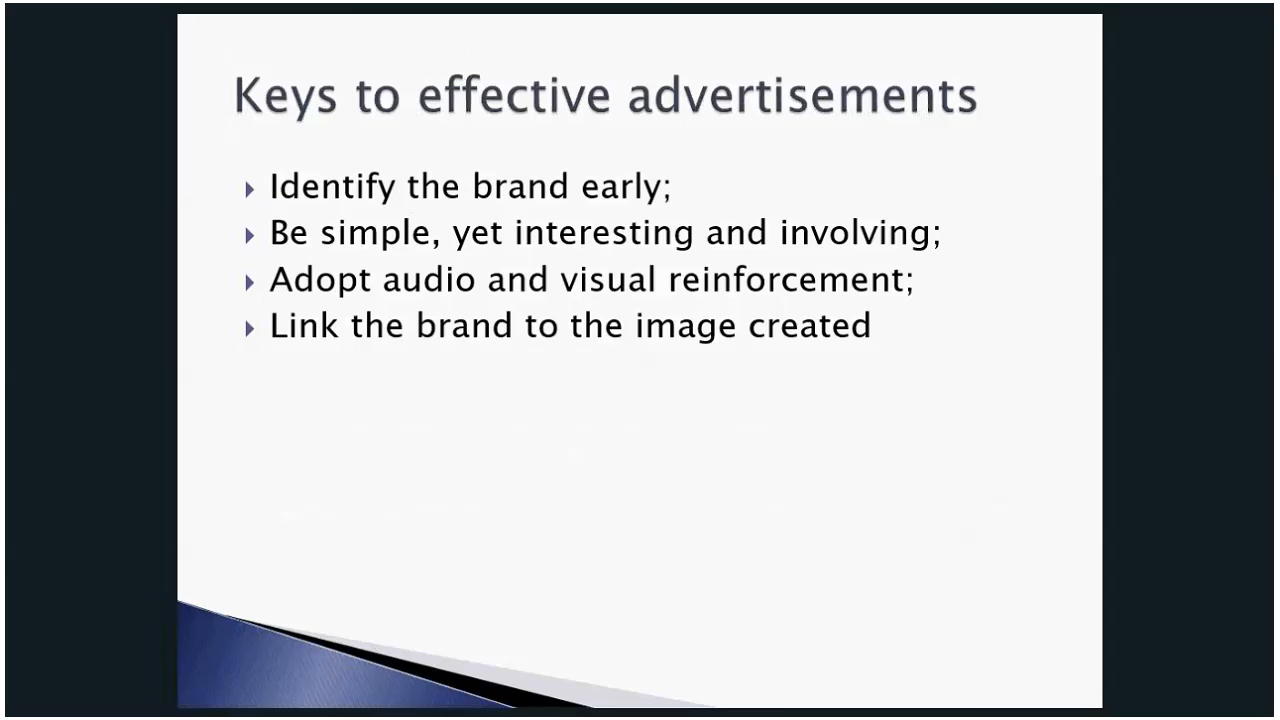 Keys to effective advertisements
Identify the brand early;
Be simple, yet interesting and involving;
Adopt audio and visual reinforcement;
Link the brand to the image created